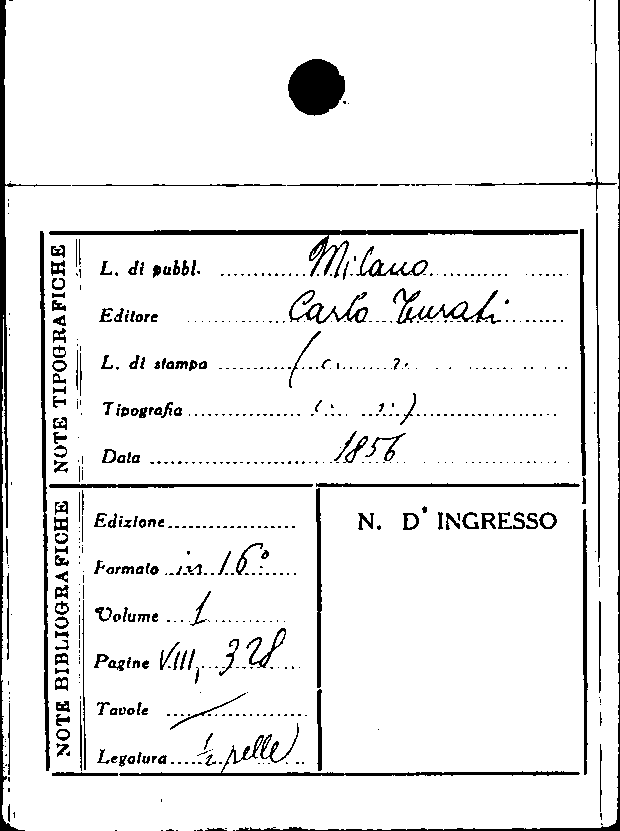 NOTE TIPOGRAFICHE
L. di pubbl. Milano
Editore Carlo Turati
L. di stampa (
Tipografia )
Data 1856
NOTE BIBLIOGRAFICHE
Edizione
Formato in 16°
Volume 1
Pagine VIII, 328
Tavole /
Legatura ½ pelle
N. D' INGRESSO